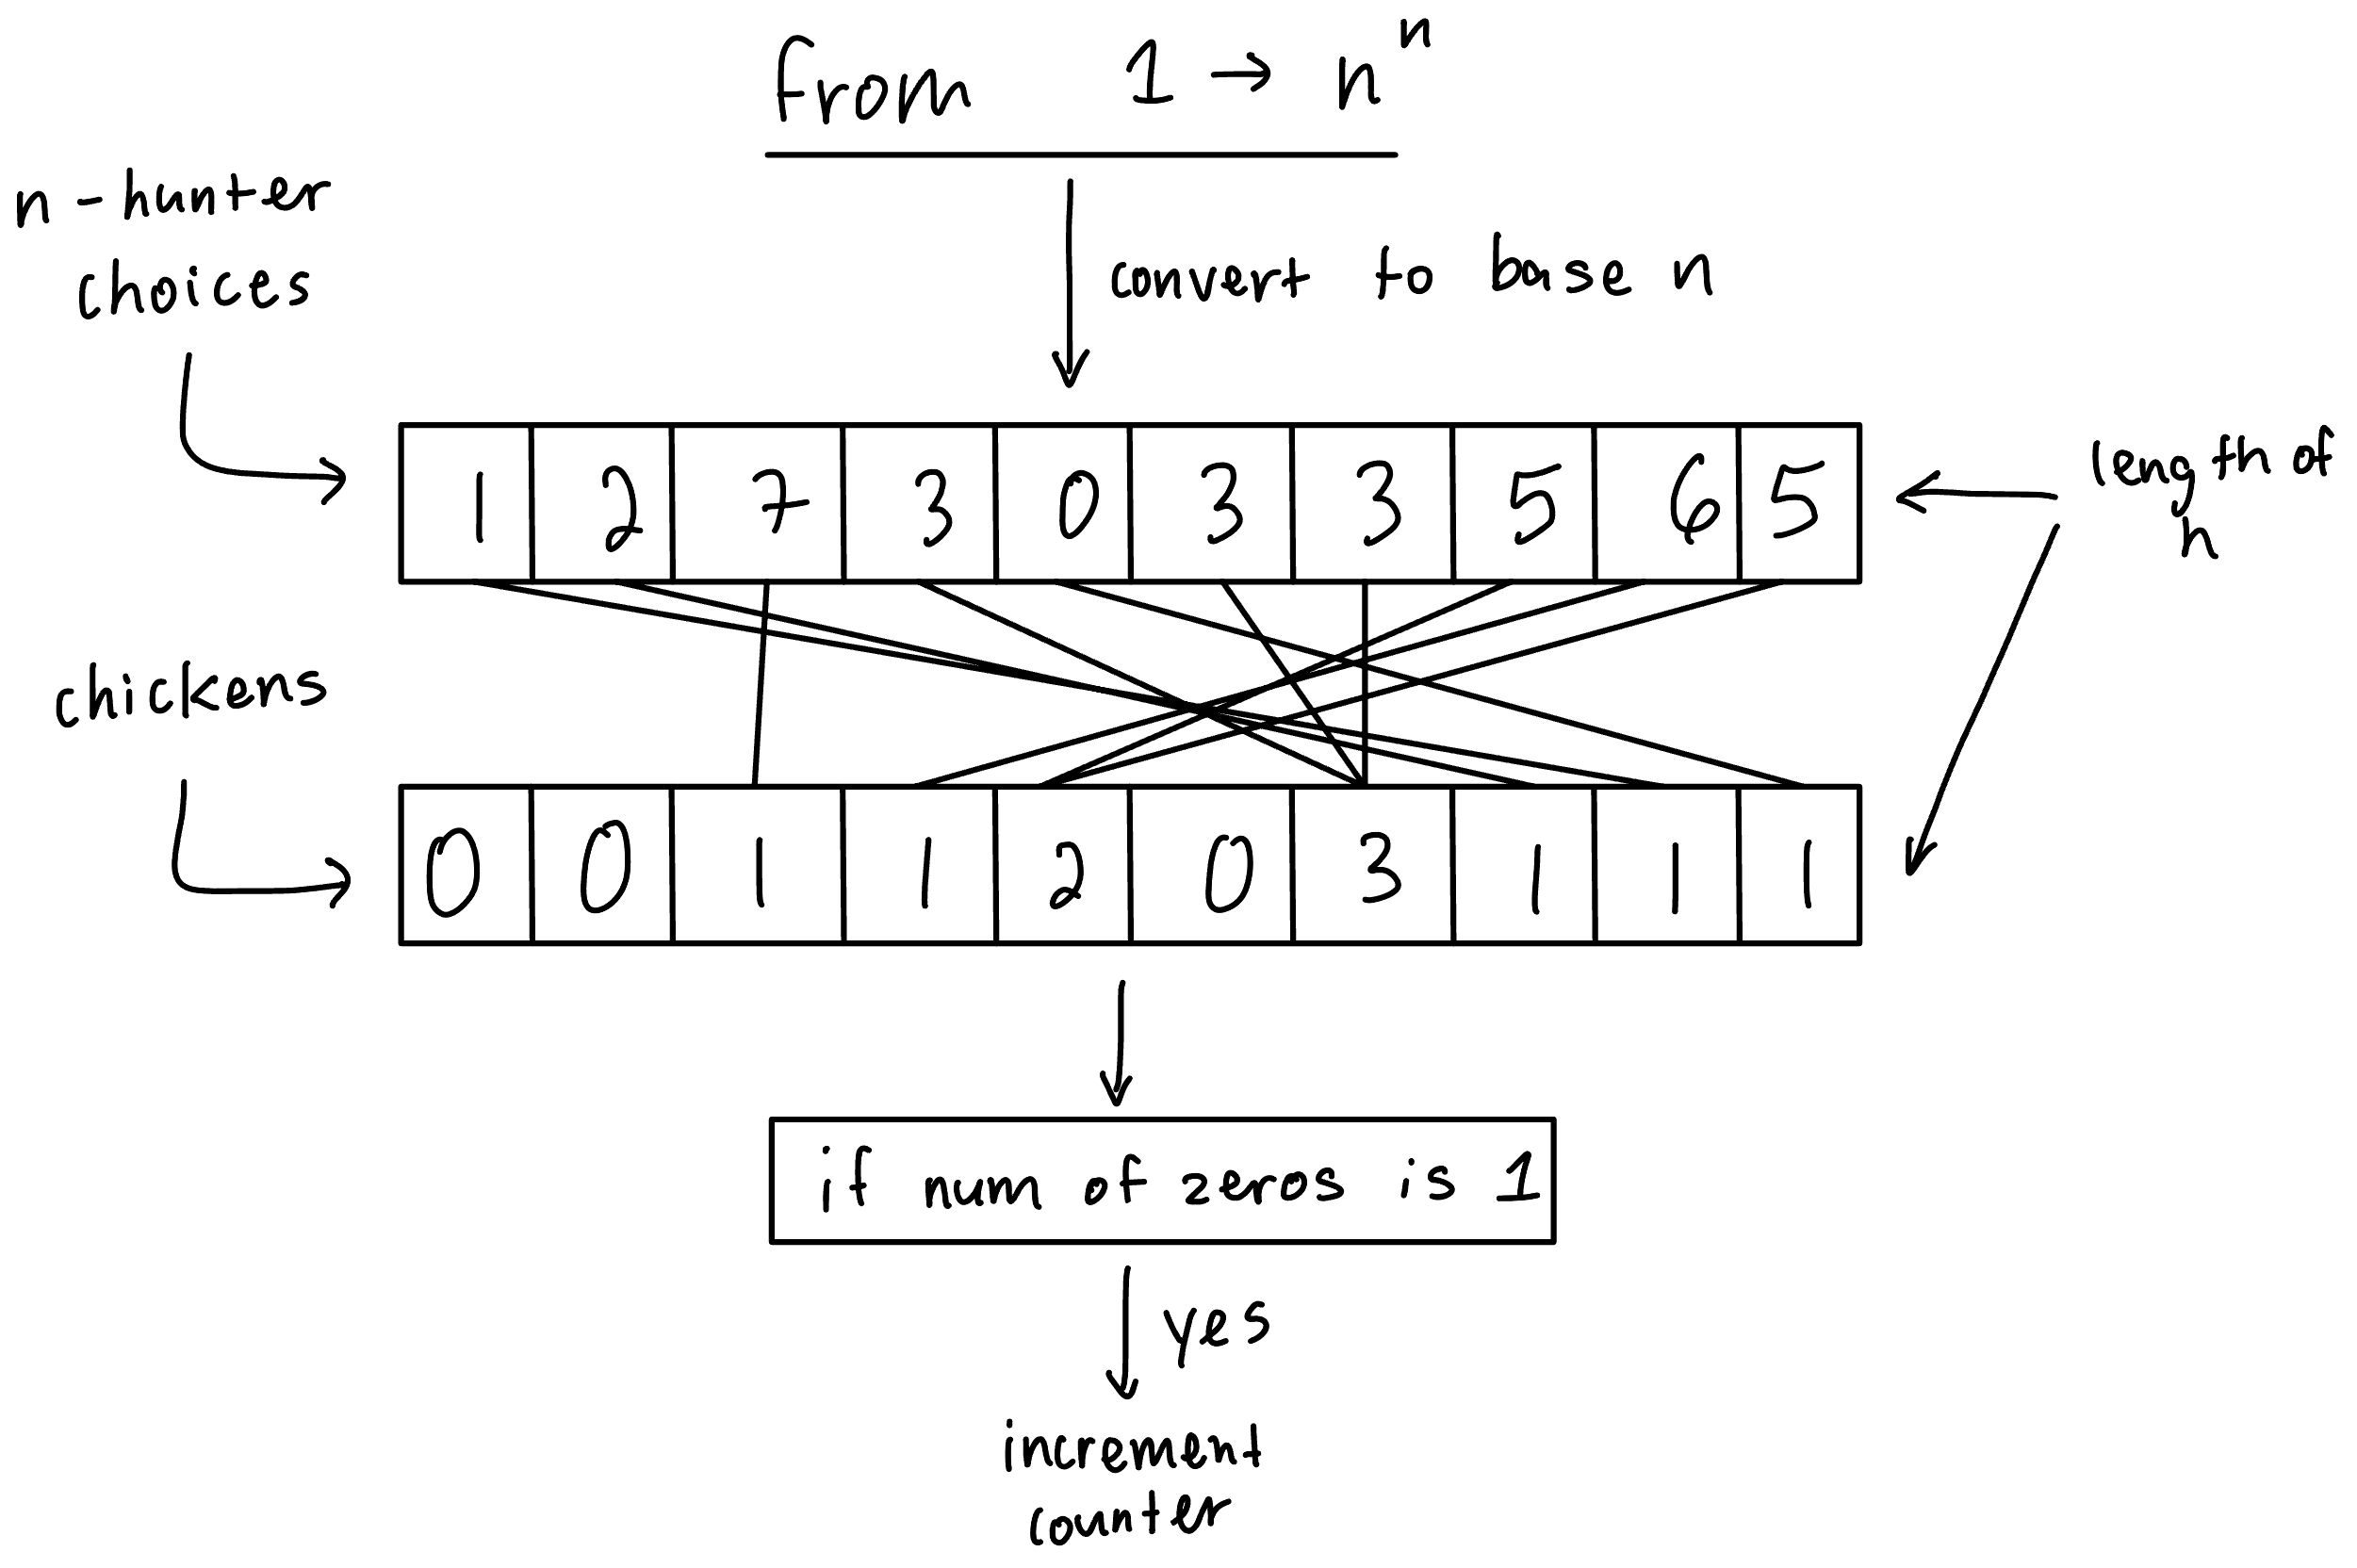 from 1 → nⁿ
n-hunter
choices
convert to base n
1 2 7 3 0 3 3 5 6 5
length of
n
chickens
0 0 1 1 2 0 3 1 1 1
if num of zeros is 1
yes
increment
counter